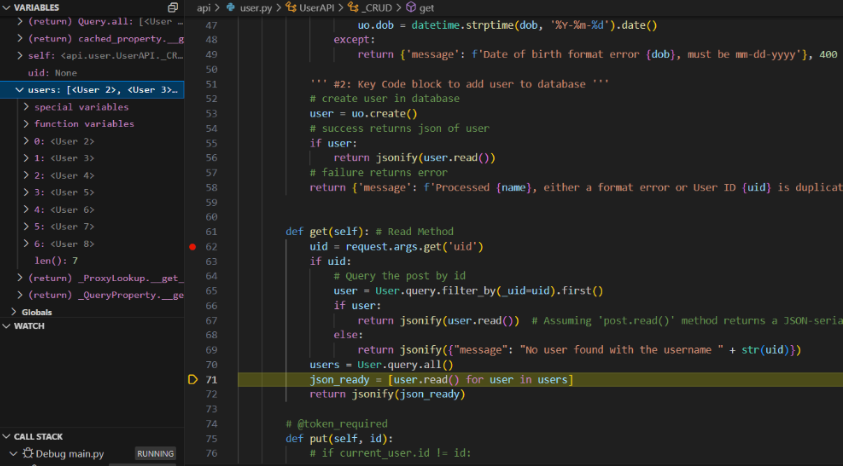 VARIABLES
(return) Query.all: [<User ...
(return) cached_property.__g
self: <api.user.UserAPI._CR...
uid: None
users: [<User 2>, <User 3>...
special variables
function variables
0: <User 2>
1: <User 3>
2: <User 4>
3: <User 5>
4: <User 6>
5: <User 7>
6: <User 8>
len(): 7
(return) _ProxyLookup.__get_
(return) _QueryProperty.__ge
Globals
WATCH
CALL STACK
Debug main.py RUNNING
api > user.py > UserAPI > _CRUD > get
47 uo.dob = datetime.strptime(dob, '%Y-%m-%d').date()
48 except:
49 return {'message': f'Date of birth format error {dob}, must be mm-dd-yyyy'}, 400
50
51 ''' #2: Key Code block to add user to database '''
52 # create user in database
53 user = uo.create()
54 # success returns json of user
55 if user:
56 return jsonify(user.read())
57 # failure returns error
58 return {'message': f'Processed {name}, either a format error or User ID {uid} is duplicat
59
60
61 def get(self): # Read Method
62 uid = request.args.get('uid')
63 if uid:
64 # Query the post by id
65 user = User.query.filter_by(_uid=uid).first()
66 if user:
67 return jsonify(user.read()) # Assuming 'post.read()' method returns a JSON-seria
68 else:
69 return jsonify({"message": "No user found with the username " + str(uid)})
70 users = User.query.all()
71 json_ready = [user.read() for user in users]
72 return jsonify(json_ready)
73
74 # @token_required
75 def put(self, id):
76 # if current_user.id != id: